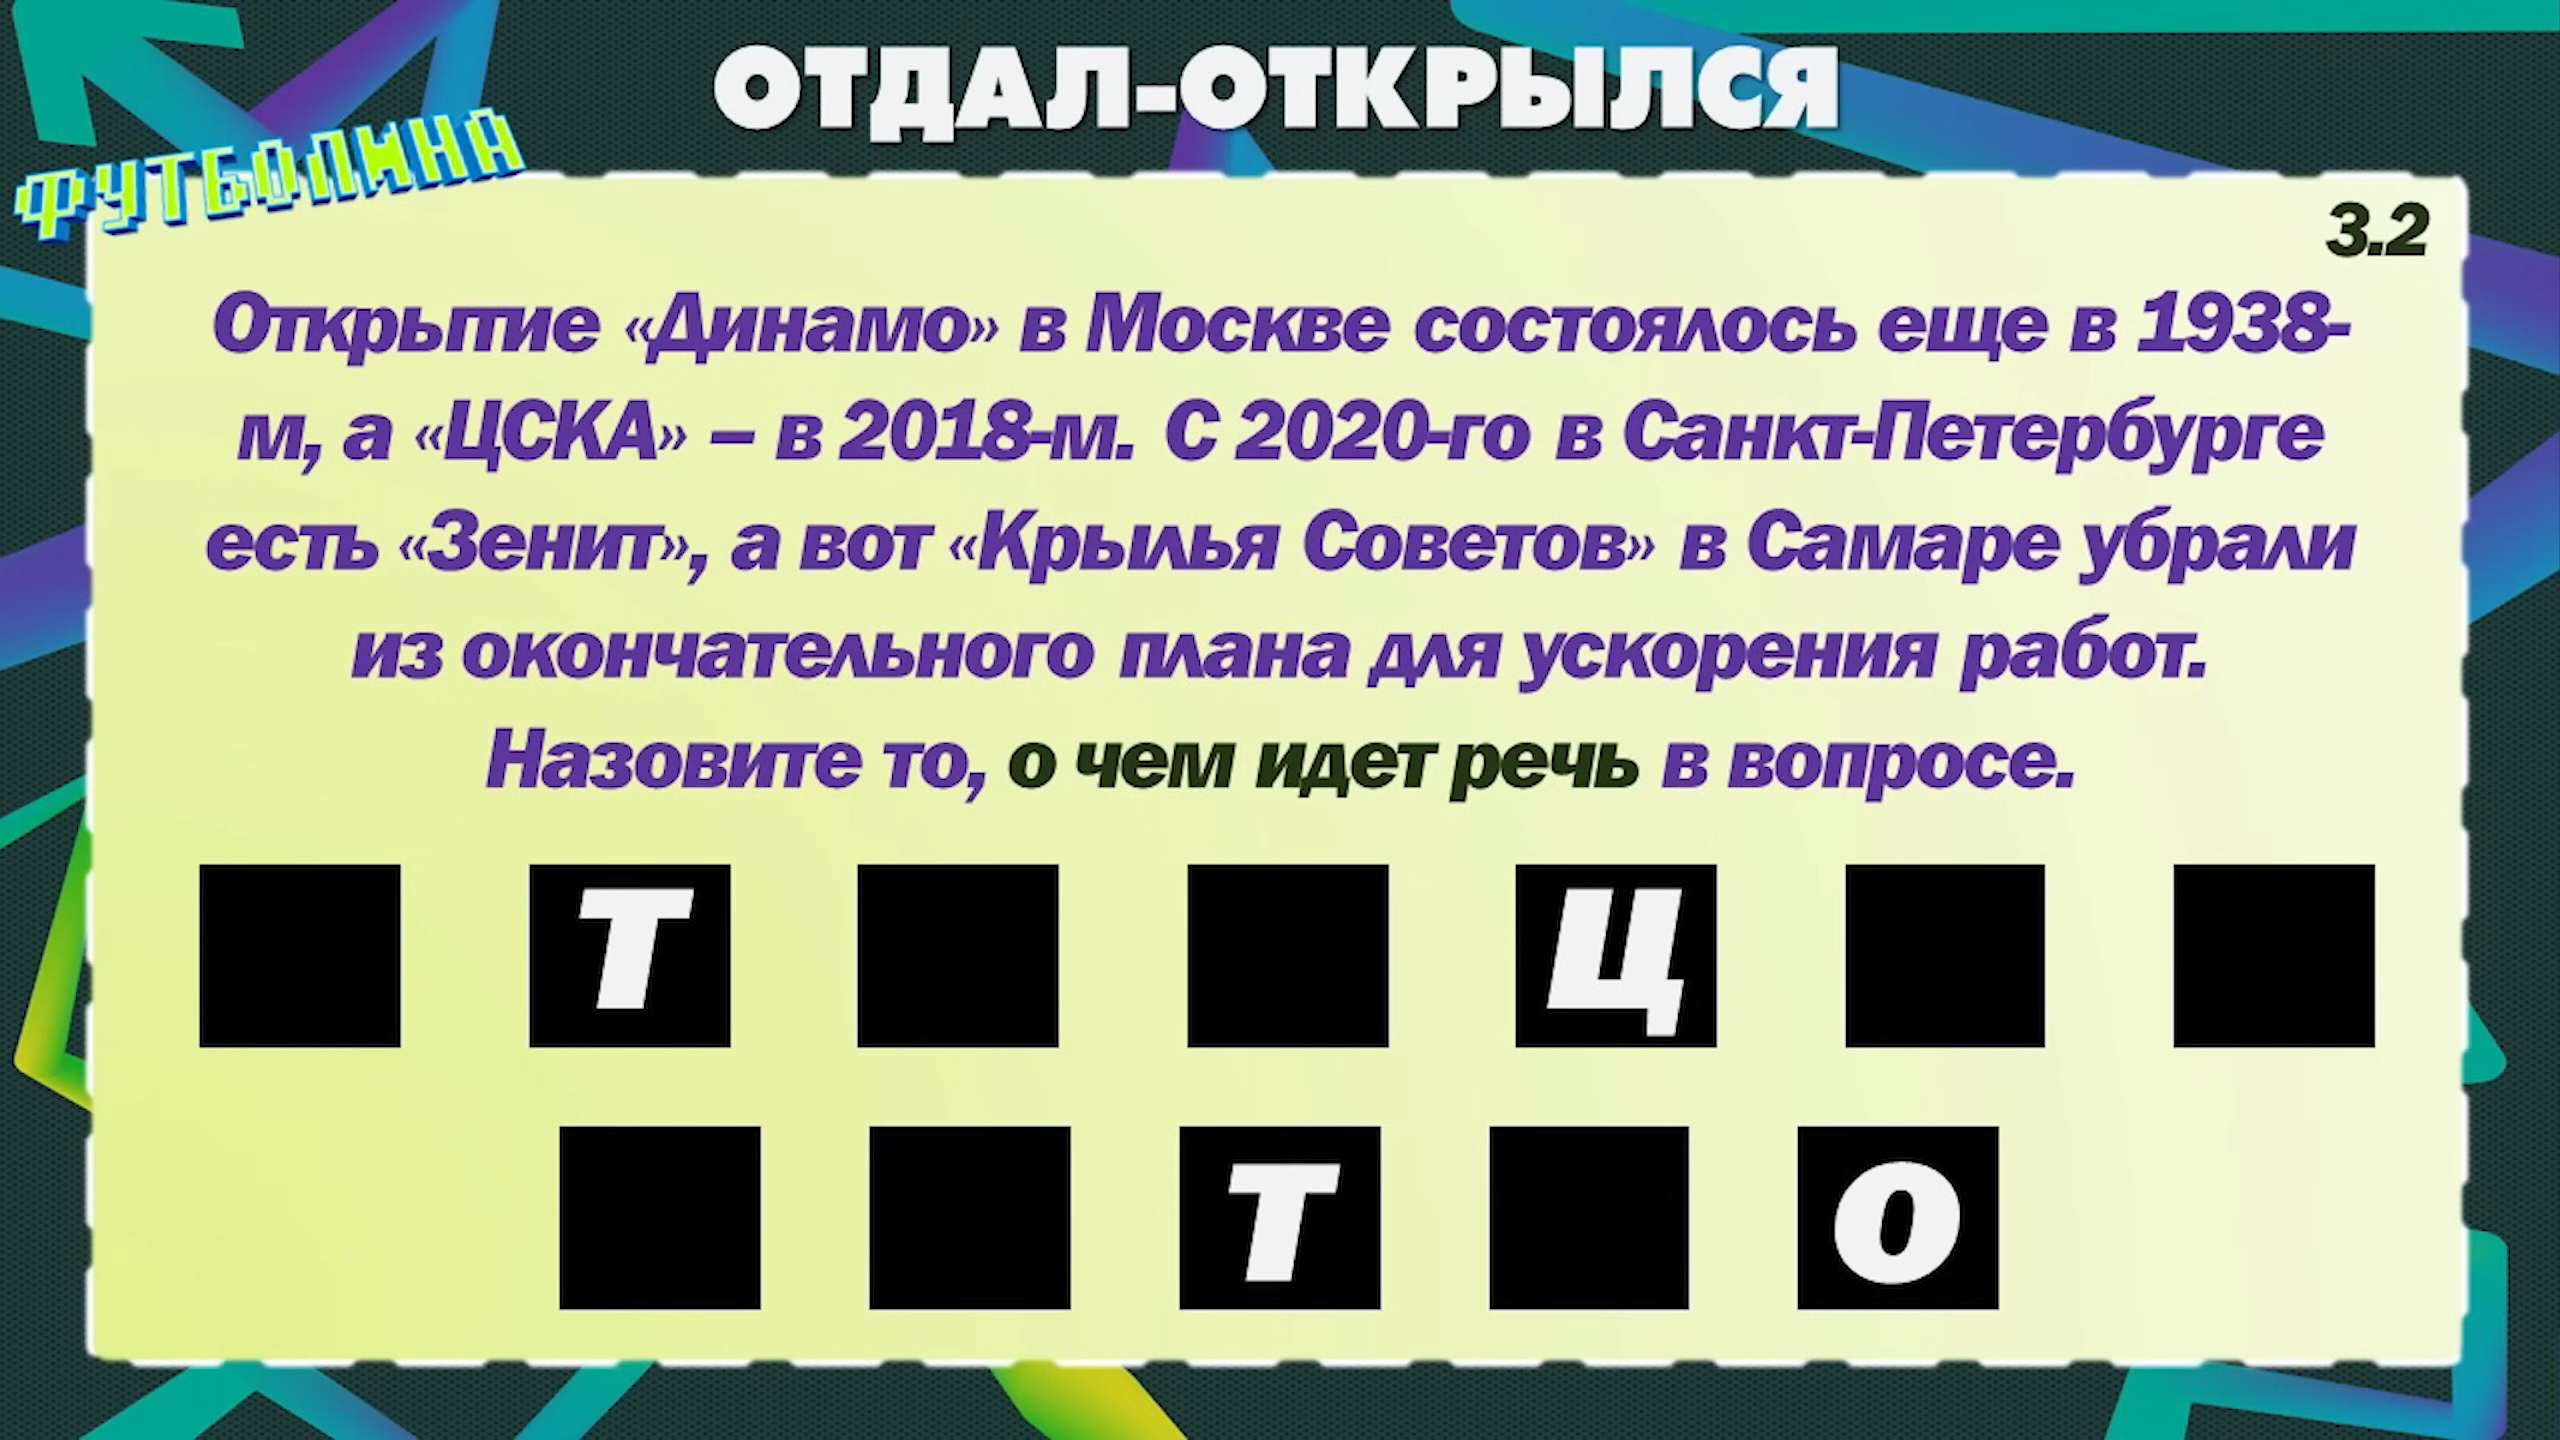 ОТДАЛ-ОТКРЫЛСЯ
ФУТБОЛИНА
3.2
Открытие «Динамо» в Москве состоялось еще в 1938-
м, а «ЦСКА» – в 2018-м. С 2020-го в Санкт-Петербурге
есть «Зенит», а вот «Крылья Советов» в Самаре убрали
из окончательного плана для ускорения работ.
Назовите то, о чем идет речь в вопросе.
Т Ц
Т О